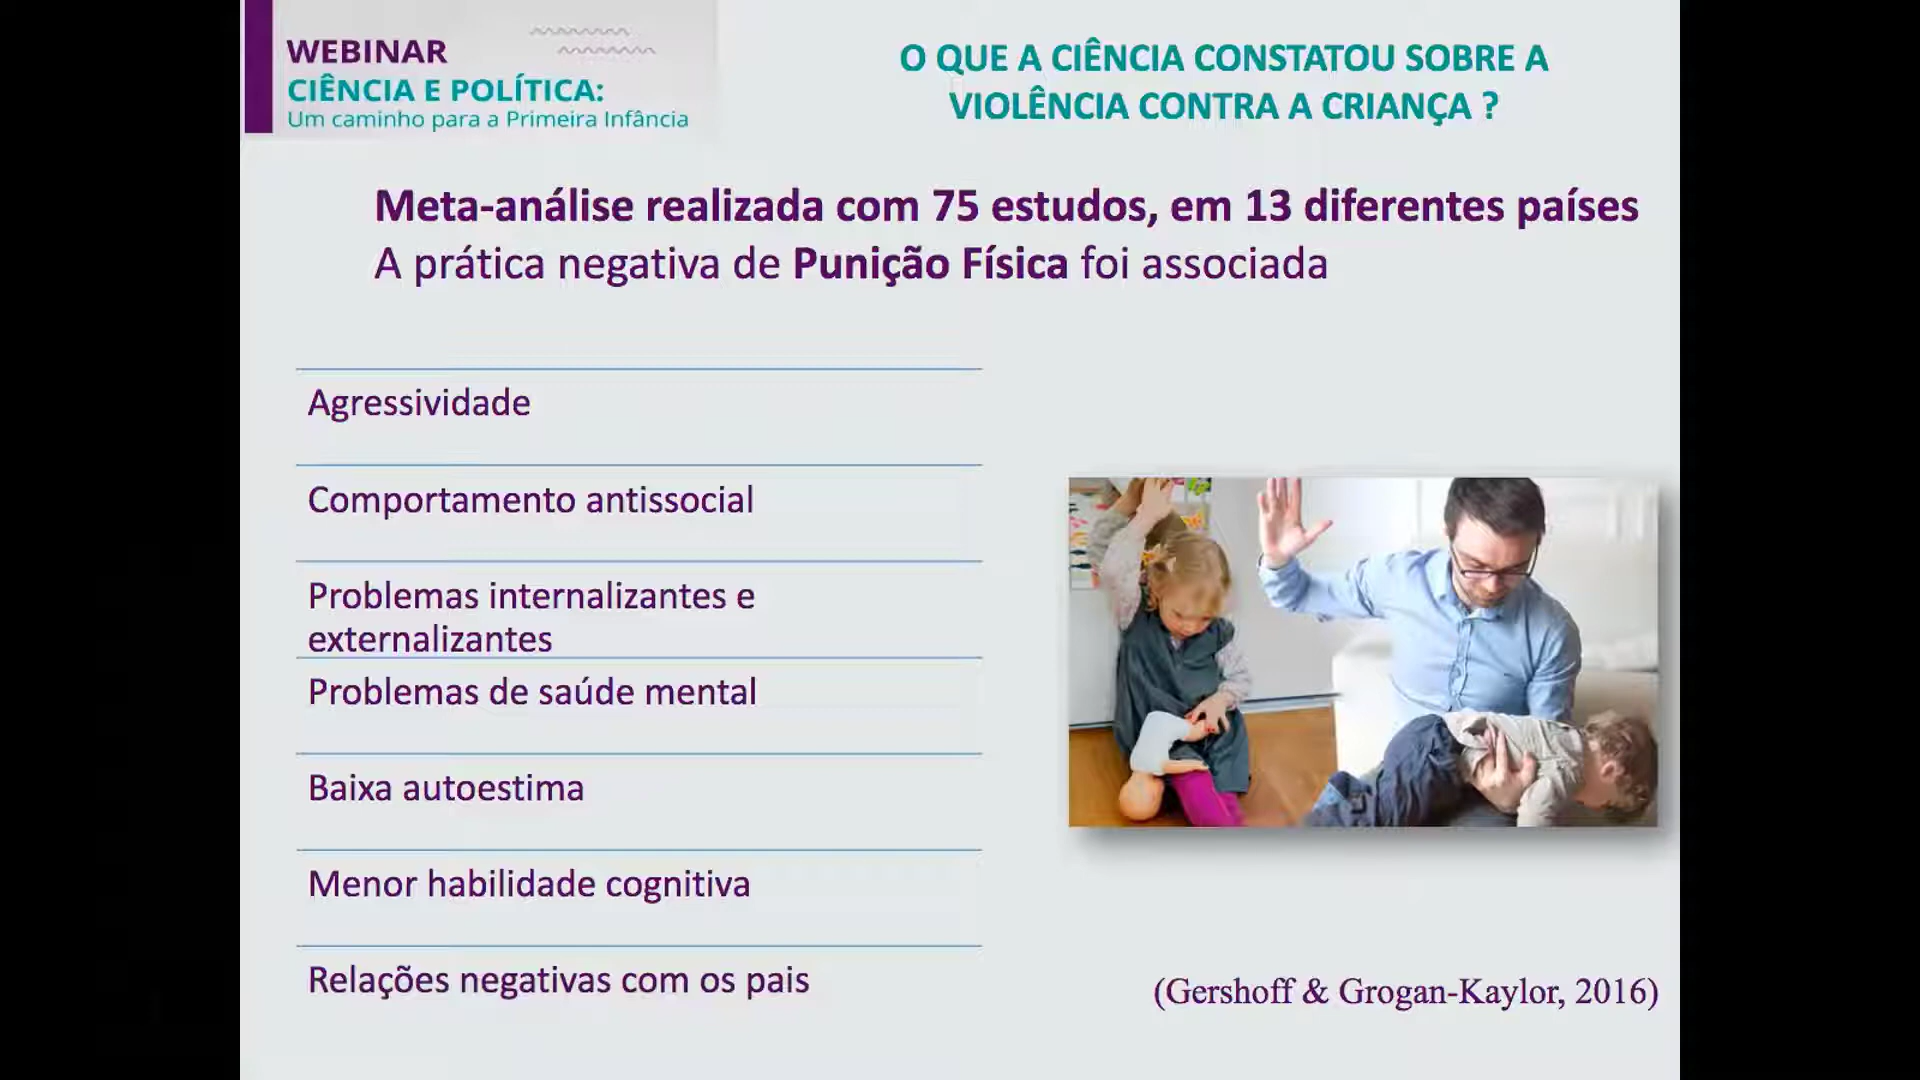 WEBINAR
CIÊNCIA E POLÍTICA:
Um caminho para a Primeira Infância
O QUE A CIÊNCIA CONSTATOU SOBRE A
VIOLÊNCIA CONTRA A CRIANÇA ?
Meta-análise realizada com 75 estudos, em 13 diferentes países
A prática negativa de Punição Física foi associada
Agressividade
Comportamento antissocial
Problemas internalizantes e
externalizantes
Problemas de saúde mental
Baixa autoestima
Menor habilidade cognitiva
Relações negativas com os pais
(Gershoff & Grogan-Kaylor, 2016)